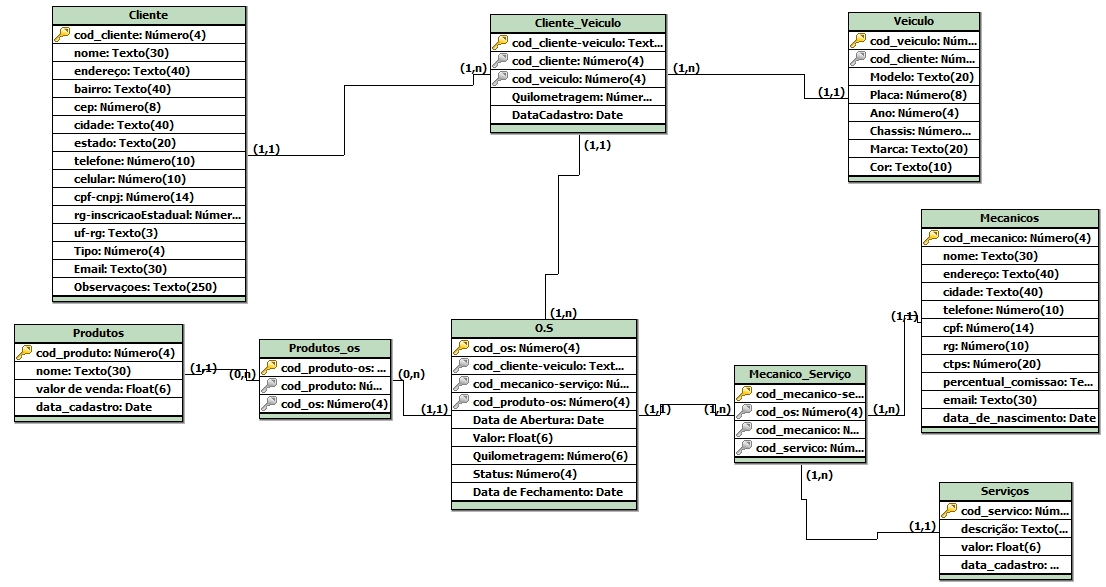 Cliente
cod_cliente: Número(4)
nome: Texto(30)
endereço: Texto(40)
bairro: Texto(40)
cep: Número(8)
cidade: Texto(40)
estado: Texto(20)
telefone: Número(10)
celular: Número(10)
cpf-cnpj: Número(14)
rg-inscricaoEstadual: Númer...
uf-rg: Texto(3)
Tipo: Número(4)
Email: Texto(30)
Observaçoes: Texto(250)
(1,1)
(1,n)
Cliente_Veiculo
cod_cliente-veiculo: Text...
cod_cliente: Número(4)
cod_veiculo: Número(4)
Quilometragem: Númer...
DataCadastro: Date
(1,n)
(1,1)
(1,1)
Veiculo
cod_veiculo: Núm...
cod_cliente: Núm...
Modelo: Texto(20)
Placa: Número(8)
Ano: Número(4)
Chassis: Número...
Marca: Texto(20)
Cor: Texto(10)
Mecanicos
cod_mecanico: Número(4)
nome: Texto(30)
endereço: Texto(40)
cidade: Texto(40)
telefone: Número(10)
cpf: Número(14)
rg: Número(10)
ctps: Número(20)
percentual_comissao: Te...
email: Texto(30)
data_de_nascimento: Date
(1,1)
Produtos
cod_produto: Número(4)
nome: Texto(30)
valor de venda: Float(6)
data_cadastro: Date
(1,1)
(0,n)
Produtos_os
cod_produto-os: ...
cod_produto: Nú...
cod_os: Número(4)
(0,n)
(1,1)
(1,n)
O.S
cod_os: Número(4)
cod_cliente-veiculo: Text...
cod_mecanico-serviço: Nú...
cod_produto-os: Número(4)
Data de Abertura: Date
Valor: Float(6)
Quilometragem: Número(6)
Status: Número(4)
Data de Fechamento: Date
(1,1)
(1,n)
Mecanico_Serviço
cod_mecanico-se...
cod_os: Número(4)
cod_mecanico: N...
cod_servico: Núm...
(1,n)
(1,n)
(1,1)
Serviços
cod_servico: Núm...
descrição: Texto(...
valor: Float(6)
data_cadastro: ...